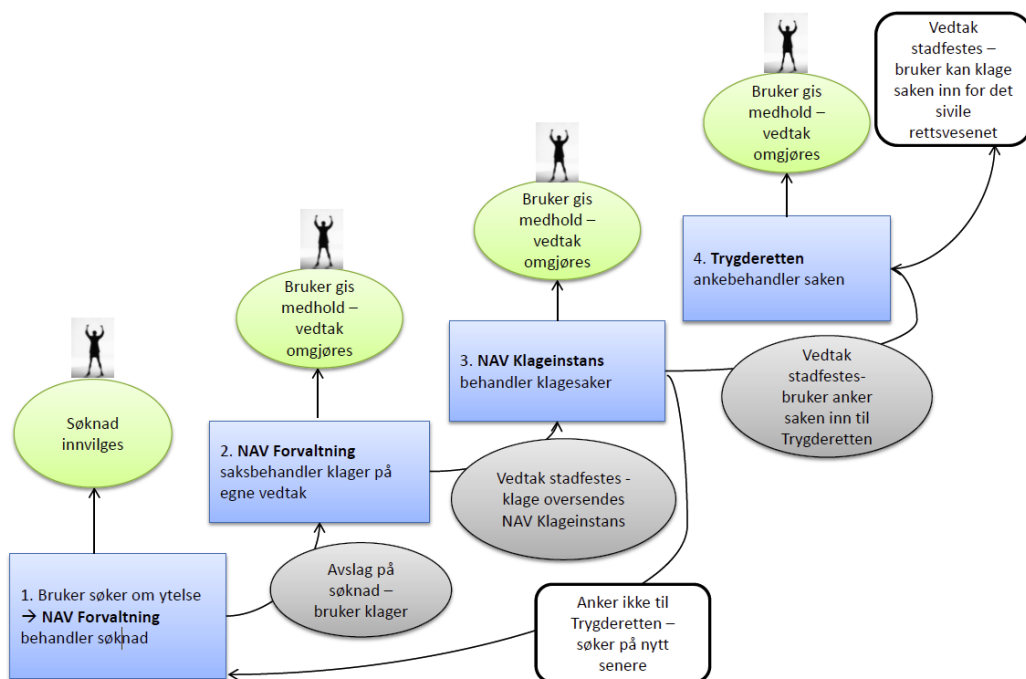 Søknad
innvilges
1. Bruker søker om ytelse
→ NAV Forvaltning
behandler søknad
Avslag på
søknad –
bruker klager
Bruker gis
medhold –
vedtak
omgjøres
2. NAV Forvaltning
saksbehandler klager på
egne vedtak
Vedtak stadfestes -
klage oversendes
NAV Klageinstans
Bruker gis
medhold –
vedtak
omgjøres
3. NAV Klageinstans
behandler klagesaker
Anker ikke til
Trygderetten –
søker på nytt
senere
Vedtak
stadfestes-
bruker anker
saken inn til
Trygderetten
Bruker gis
medhold –
vedtak
omgjøres
4. Trygderetten
ankebehandler saken
Vedtak
stadfestes –
bruker kan klage
saken inn for det
sivile
rettsvesenet